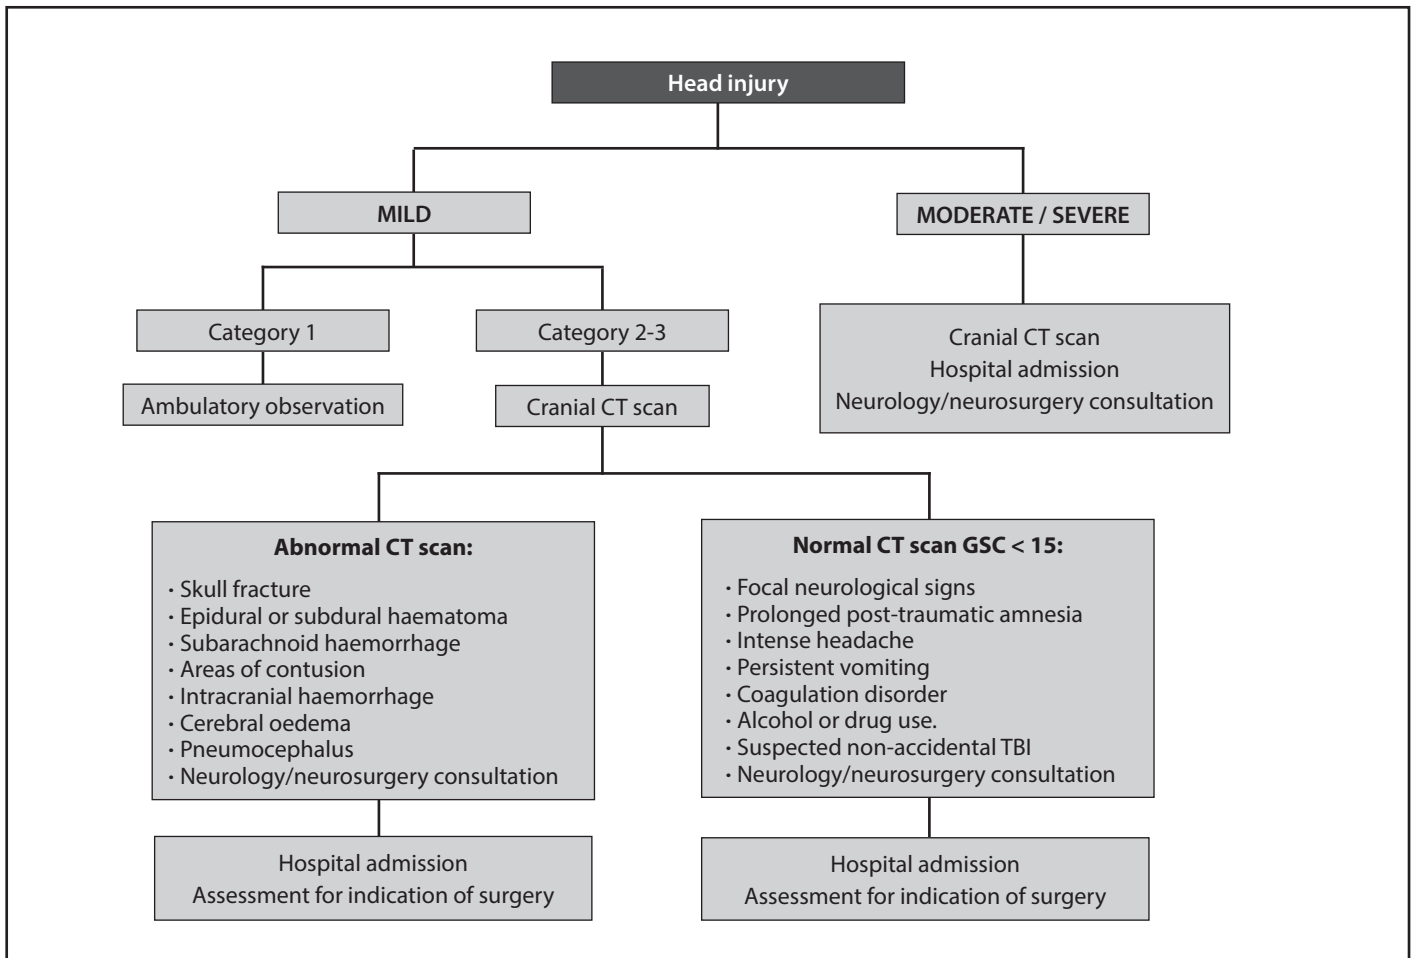 Head injury
MILD
MODERATE / SEVERE
Category 1
Category 2-3
Cranial CT scan
Hospital admission
Neurology/neurosurgery consultation
Ambulatory observation
Cranial CT scan
Abnormal CT scan:
· Skull fracture
· Epidural or subdural haematoma
· Subarachnoid haemorrhage
· Areas of contusion
· Intracranial haemorrhage
· Cerebral oedema
· Pneumocephalus
· Neurology/neurosurgery consultation
Normal CT scan GSC < 15:
· Focal neurological signs
· Prolonged post-traumatic amnesia
· Intense headache
· Persistent vomiting
· Coagulation disorder
· Alcohol or drug use.
· Suspected non-accidental TBI
· Neurology/neurosurgery consultation
Hospital admission
Assessment for indication of surgery
Hospital admission
Assessment for indication of surgery